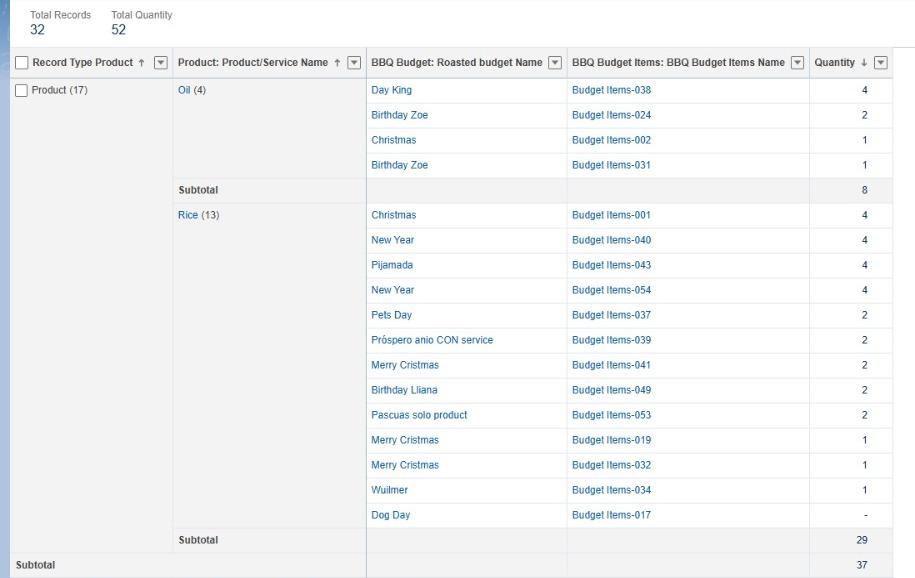 Total Records Total Quantity
32 52
Record Type Product ↑ Product: Product/Service Name ↑ BBQ Budget: Roasted budget Name BBQ Budget Items: BBQ Budget Items Name Quantity ↓
Product (17) Oil (4) Day King Budget Items-038 4
Birthday Zoe Budget Items-024 2
Christmas Budget Items-002 1
Birthday Zoe Budget Items-031 1
Subtotal 8
Rice (13) Christmas Budget Items-001 4
New Year Budget Items-040 4
Pijamada Budget Items-043 4
New Year Budget Items-054 4
Pets Day Budget Items-037 2
Próspero anio CON service Budget Items-039 2
Merry Cristmas Budget Items-041 2
Birthday Lliana Budget Items-049 2
Pascuas solo product Budget Items-053 2
Merry Cristmas Budget Items-019 1
Merry Cristmas Budget Items-032 1
Wuilmer Budget Items-034 1
Dog Day Budget Items-017 -
Subtotal 29
Subtotal 37